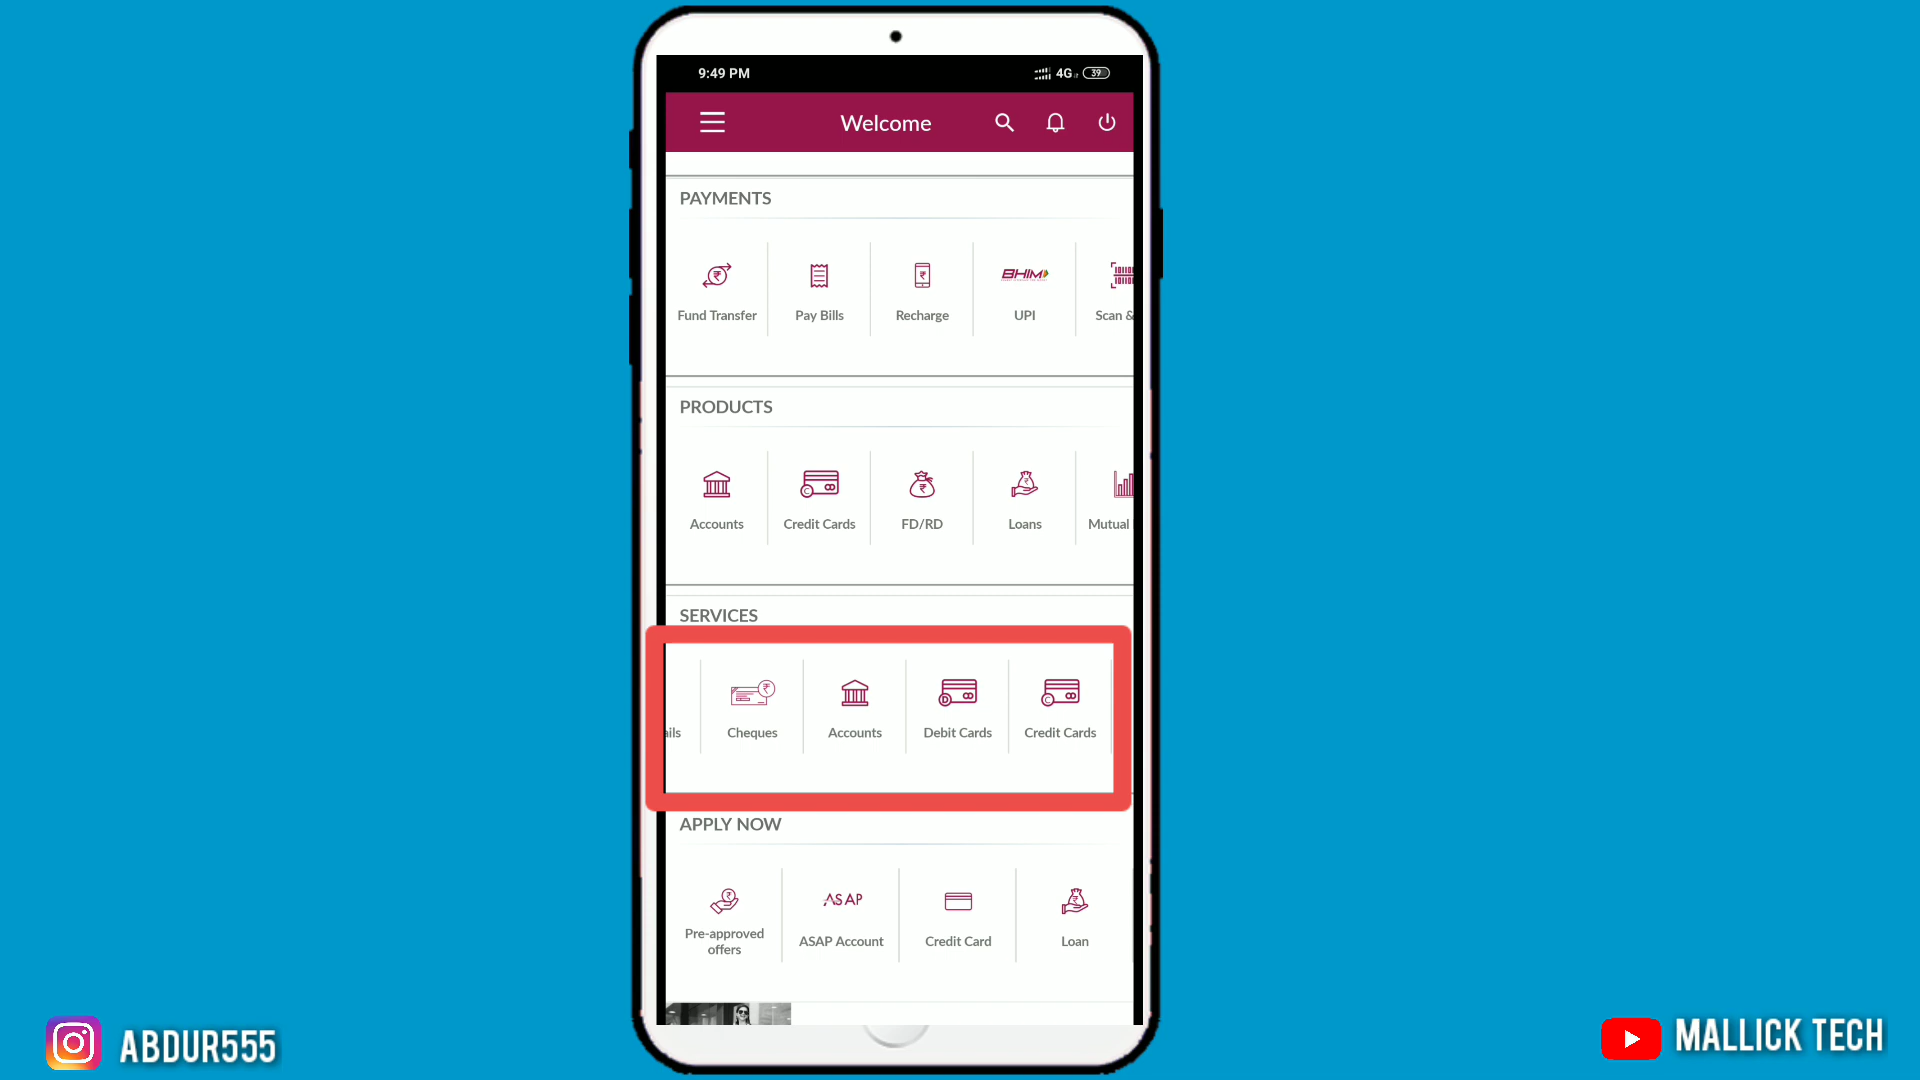 9:49 PM
4G
39
Welcome
PAYMENTS
Fund Transfer
Pay Bills
Recharge
BHIM
UPI
Scan &
PRODUCTS
Accounts
Credit Cards
FD/RD
Loans
Mutual
SERVICES
ails
Cheques
Accounts
Debit Cards
Credit Cards
APPLY NOW
Pre-approved
offers
ASAP
ASAP Account
Credit Card
Loan
ABDUR555
MALLICK TECH